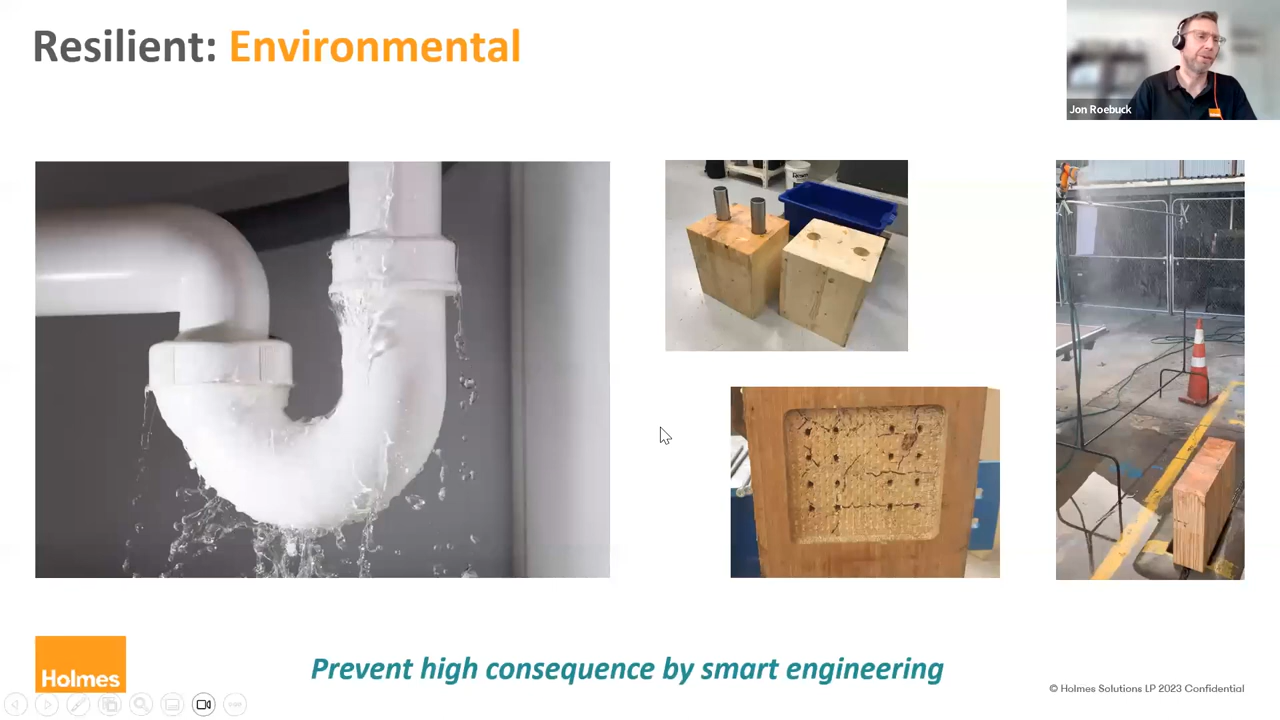 Resilient: Environmental
Jon Roebuck
Prevent high consequence by smart engineering
Holmes
© Holmes Solutions LP 2023 Confidential